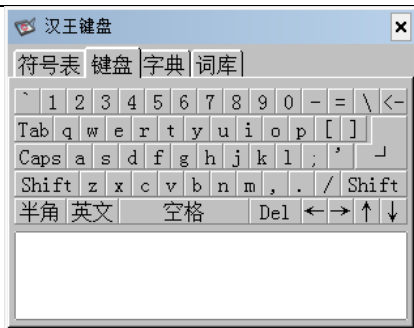 汉王键盘
符号表 键盘 字典 词库
` 1 2 3 4 5 6 7 8 9 0 - = \ <-
Tab q w e r t y u i o p [ ]
Caps a s d f g h j k l ; ' ┘
Shift z x c v b n m , . / Shift
半角 英文 空格 Del ← → ↑ ↓